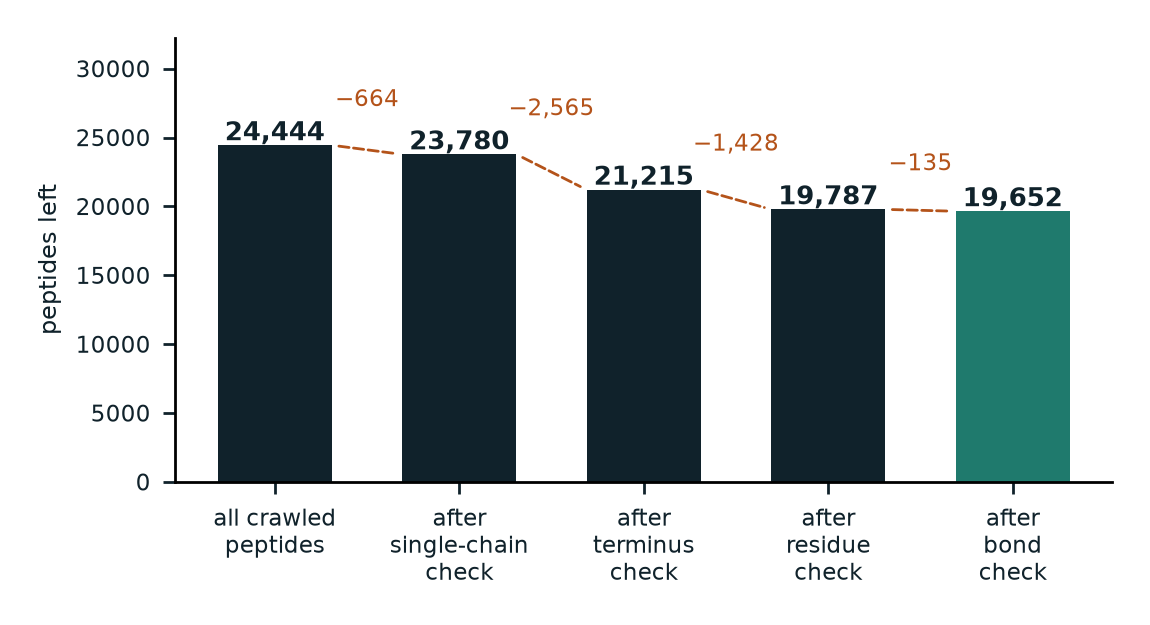 30000
25000
20000
15000
10000
5000
0
peptides left
24,444
−664
23,780
−2,565
21,215
−1,428
19,787
−135
19,652
all crawled
peptides
after
single-chain
check
after
terminus
check
after
residue
check
after
bond
check